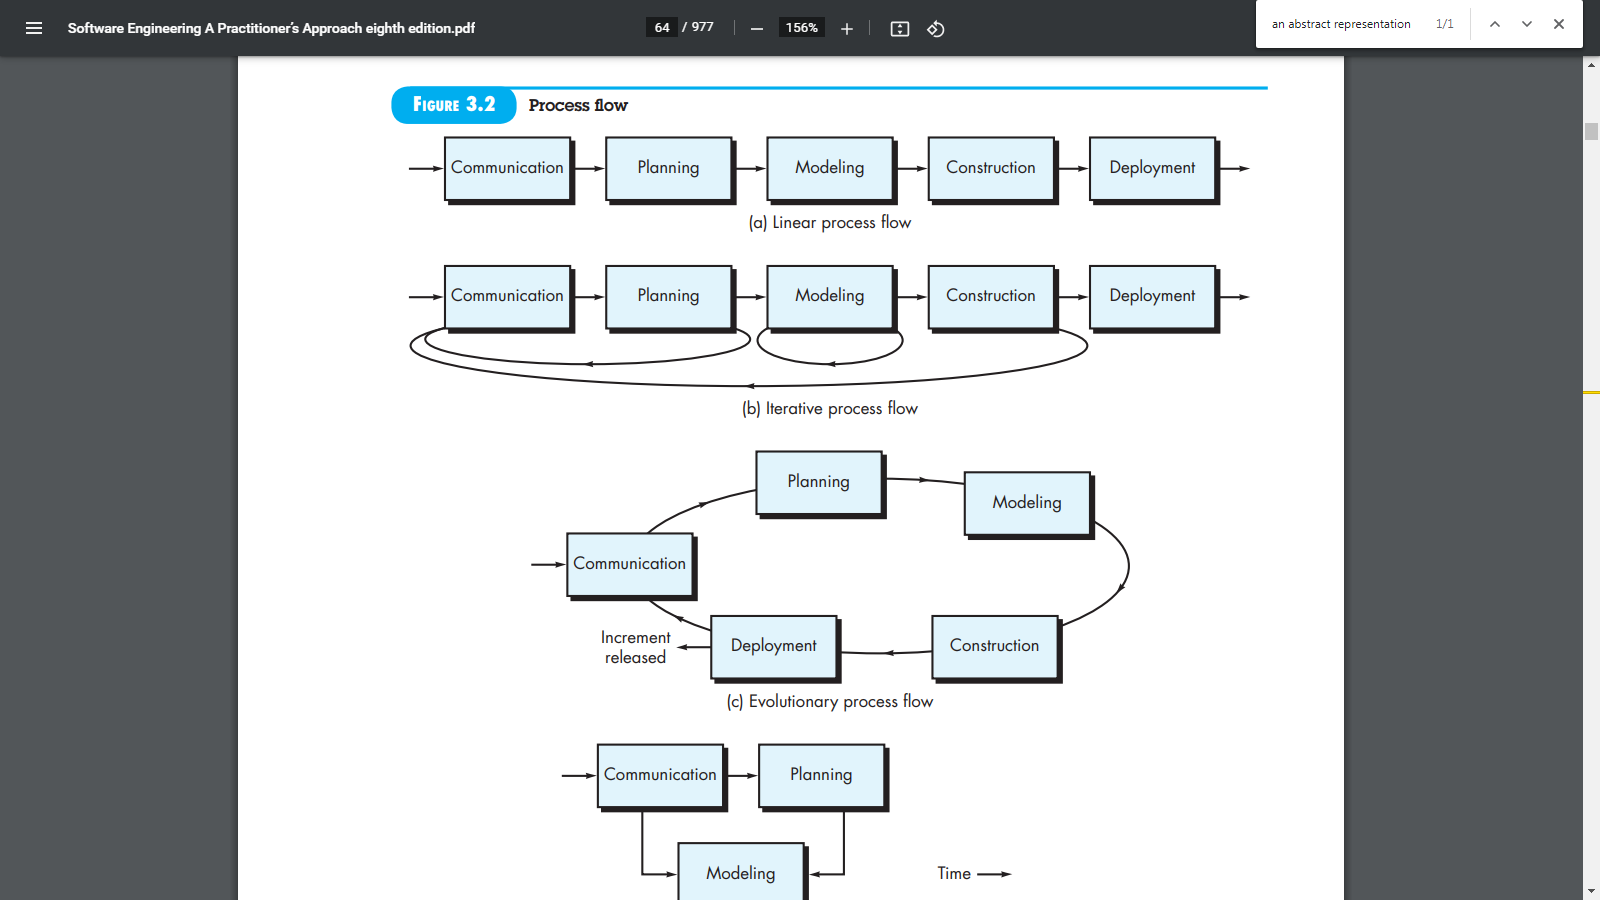 Software Engineering A Practitioner's Approach eighth edition.pdf
64 / 977
156%
an abstract representation 1/1
FIGURE 3.2 Process flow
Communication Planning Modeling Construction Deployment
(a) Linear process flow
Communication Planning Modeling Construction Deployment
(b) Iterative process flow
Planning
Modeling
Communication
Increment
released
Deployment
Construction
(c) Evolutionary process flow
Communication Planning
Modeling
Time